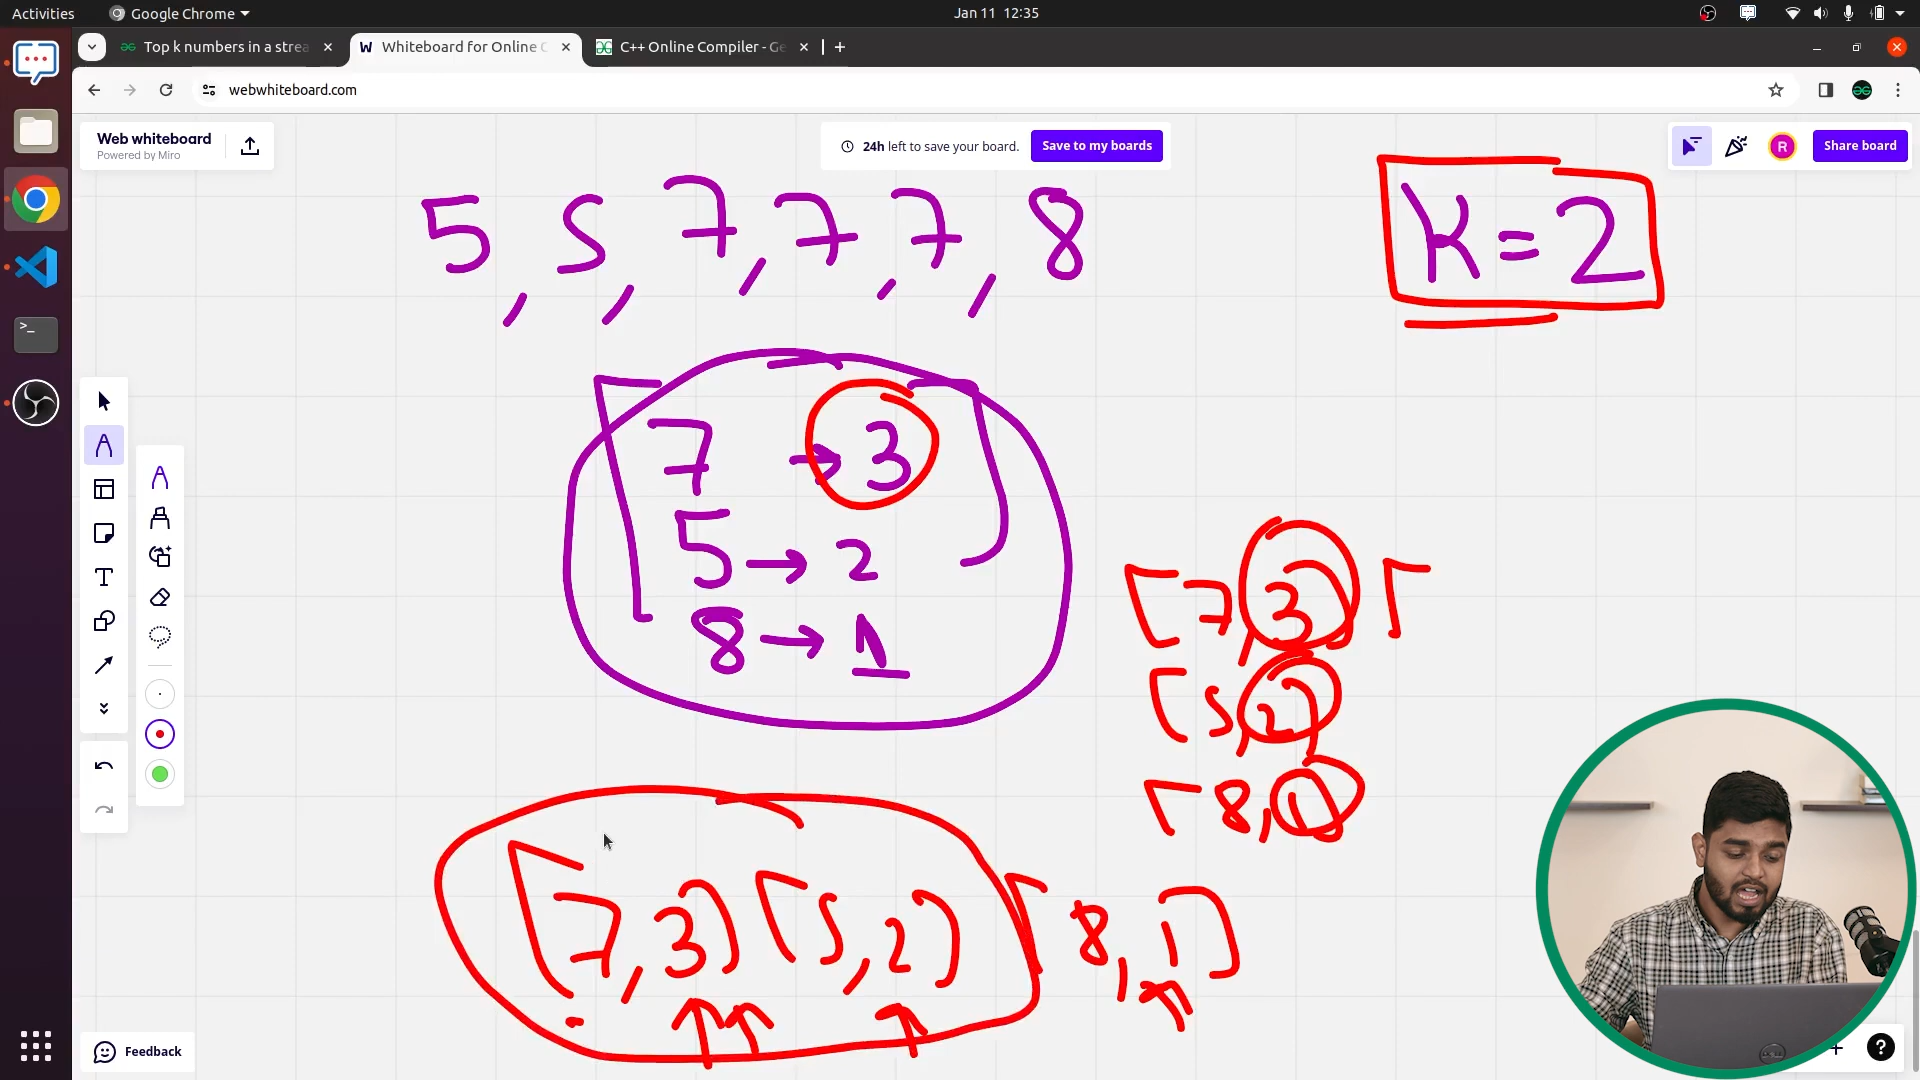 Activities Google Chrome Jan 11 12:35
Top k numbers in a strea Whiteboard for Online C C++ Online Compiler - Ge
webwhiteboard.com
Web whiteboard
Powered by Miro
24h left to save your board. Save to my boards
R Share board
5, 5, 7, 7, 7, 8
K = 2
7 → 3
5 → 2
8 → 1
[7, 3
[5, 2
[8, 1
[7, 3] [5, 2] [8, 1]
Feedback